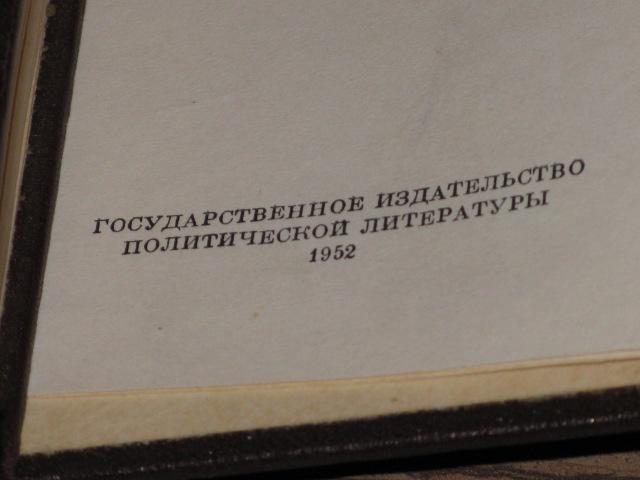 ГОСУДАРСТВЕННОЕ ИЗДАТЕЛЬСТВО
ПОЛИТИЧЕСКОЙ ЛИТЕРАТУРЫ
1952